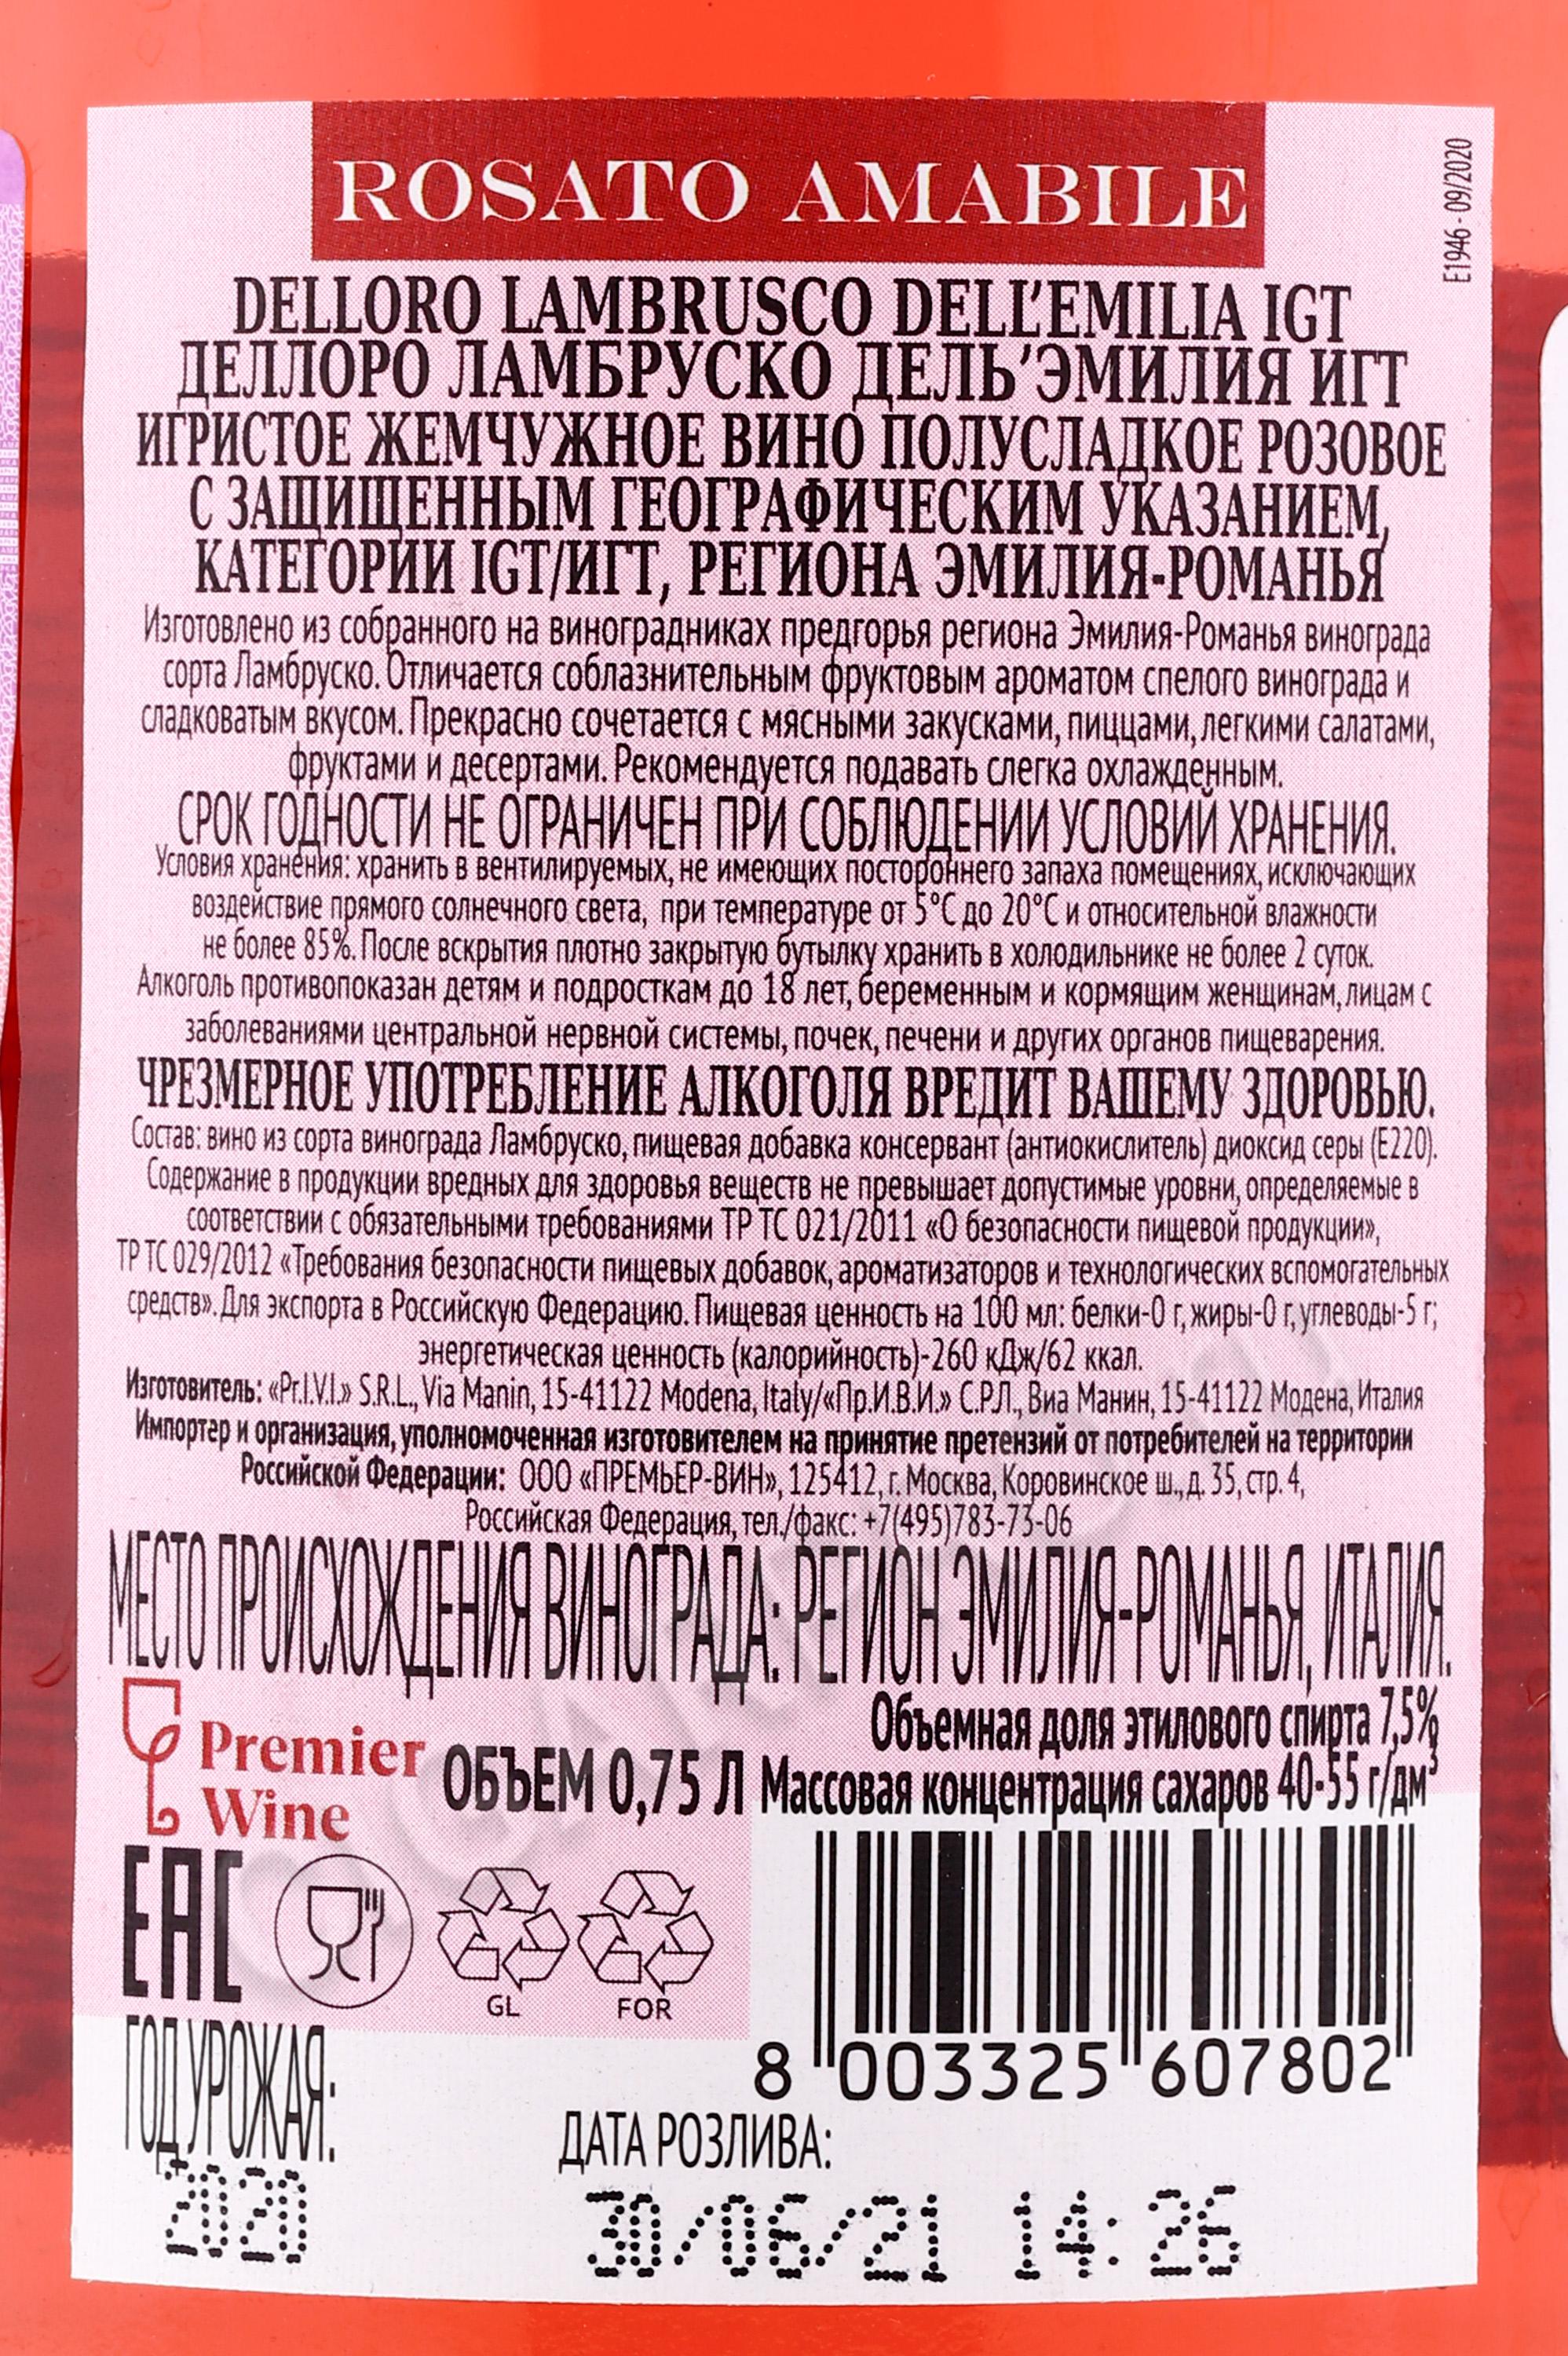 ROSATO AMABILE
E1946 - 09/2020
DELLORO LAMBRUSCO DELL'EMILIA IGT
ДЕЛЛОРО ЛАМБРУСКО ДЕЛЬ'ЭМИЛИЯ ИГТ
ИГРИСТОЕ ЖЕМЧУЖНОЕ ВИНО ПОЛУСЛАДКОЕ РОЗОВОЕ
С ЗАЩИЩЕННЫМ ГЕОГРАФИЧЕСКИМ УКАЗАНИЕМ,
КАТЕГОРИИ IGT/ИГТ, РЕГИОНА ЭМИЛИЯ-РОМАНЬЯ
Изготовлено из собранного на виноградниках предгорья региона Эмилия-Романья винограда
сорта Ламбруско. Отличается соблазнительным фруктовым ароматом спелого винограда и
сладковатым вкусом. Прекрасно сочетается с мясными закусками, пиццами, легкими салатами,
фруктами и десертами. Рекомендуется подавать слегка охлажденным.
СРОК ГОДНОСТИ НЕ ОГРАНИЧЕН ПРИ СОБЛЮДЕНИИ УСЛОВИЙ ХРАНЕНИЯ.
Условия хранения: хранить в вентилируемых, не имеющих постороннего запаха помещениях, исключающих
воздействие прямого солнечного света, при температуре от 5°C до 20°C и относительной влажности
не более 85%. После вскрытия плотно закрытую бутылку хранить в холодильнике не более 2 суток.
Алкоголь противопоказан детям и подросткам до 18 лет, беременным и кормящим женщинам, лицам с
заболеваниями центральной нервной системы, почек, печени и других органов пищеварения.
ЧРЕЗМЕРНОЕ УПОТРЕБЛЕНИЕ АЛКОГОЛЯ ВРЕДИТ ВАШЕМУ ЗДОРОВЬЮ.
Состав: вино из сорта винограда Ламбруско, пищевая добавка консервант (антиокислитель) диоксид серы (Е220).
Содержание в продукции вредных для здоровья веществ не превышает допустимые уровни, определяемые в
соответствии с обязательными требованиями ТР ТС 021/2011 «О безопасности пищевой продукции»,
ТР ТС 029/2012 «Требования безопасности пищевых добавок, ароматизаторов и технологических вспомогательных
средств». Для экспорта в Российскую Федерацию. Пищевая ценность на 100 мл: белки-0 г, жиры-0 г, углеводы-5 г;
энергетическая ценность (калорийность)-260 кДж/62 ккал.
Изготовитель: «Pr.I.V.I.» S.R.L., Via Manin, 15-41122 Modena, Italy/«Пр.И.В.И.» С.Р.Л., Виа Манин, 15-41122 Модена, Италия
Импортер и организация, уполномоченная изготовителем на принятие претензий от потребителей на территории
Российской Федерации: ООО «ПРЕМЬЕР-ВИН», 125412, г. Москва, Коровинское ш., д. 35, стр. 4,
Российская Федерация, тел./факс: +7(495)783-73-06
МЕСТО ПРОИСХОЖДЕНИЯ ВИНОГРАДА: РЕГИОН ЭМИЛИЯ-РОМАНЬЯ, ИТАЛИЯ.
Premier
Wine
ОБЪЕМ 0,75 Л
Объемная доля этилового спирта 7,5%
Массовая концентрация сахаров 40-55 г/дм³
EAC
GL
FOR
8 003325 607802
ГОД УРОЖАЯ:
2020
ДАТА РОЗЛИВА:
30/06/21 14:26